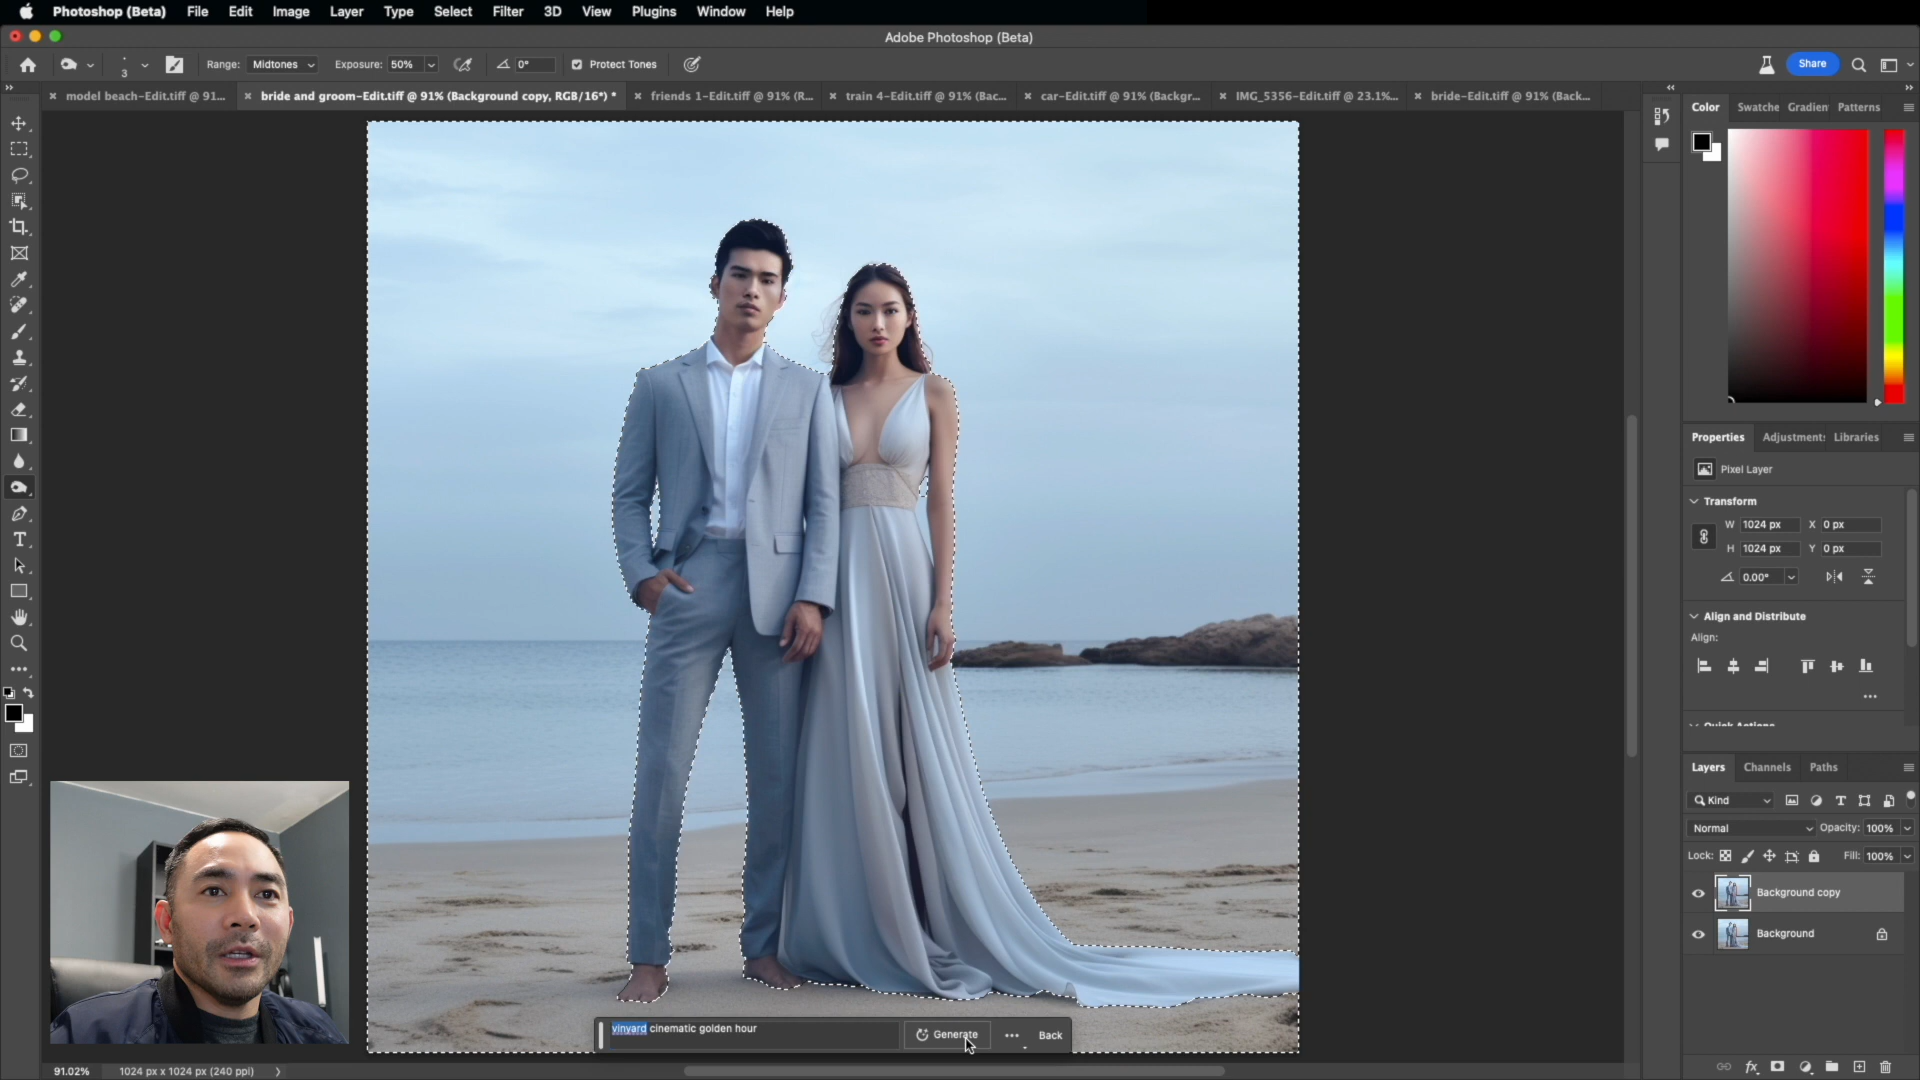 Photoshop (Beta) File Edit Image Layer Type Select Filter 3D View Plugins Window Help
Adobe Photoshop (Beta)
3 Range: Midtones Exposure: 50% 0° Protect Tones Share
model beach-Edit.tiff @ 91... bride and groom-Edit.tiff @ 91% (Background copy, RGB/16*) * friends 1-Edit.tiff @ 91% (R... train 4-Edit.tiff @ 91% (Bac... car-Edit.tiff @ 91% (Backgr... IMG_5356-Edit.tiff @ 23.1%... bride-Edit.tiff @ 91% (Back...
Color Swatche Gradien Patterns
Properties Adjustment: Libraries
Pixel Layer
Transform
W 1024 px X 0 px
H 1024 px Y 0 px
0.00°
Align and Distribute
Align:
Quick Actions
Layers Channels Paths
Kind
Normal Opacity: 100%
Lock: Fill: 100%
Background copy
Background
vinyard cinematic golden hour Generate Back
91.02% 1024 px x 1024 px (240 ppi)